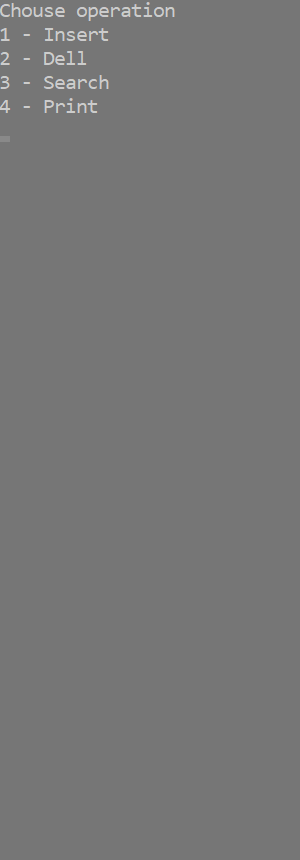 Chouse operation
1 - Insert
2 - Dell
3 - Search
4 - Print